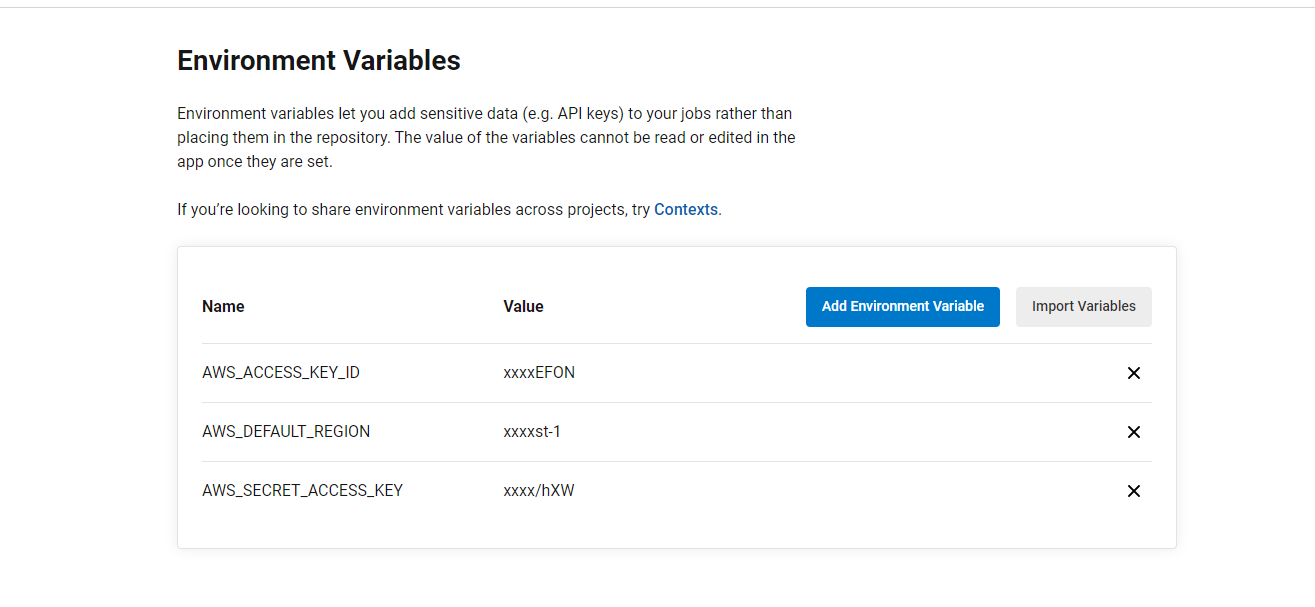 Environment Variables
Environment variables let you add sensitive data (e.g. API keys) to your jobs rather than
placing them in the repository. The value of the variables cannot be read or edited in the
app once they are set.
If you’re looking to share environment variables across projects, try Contexts.
Name Value Add Environment Variable Import Variables
AWS_ACCESS_KEY_ID xxxxEFON
AWS_DEFAULT_REGION xxxxst-1
AWS_SECRET_ACCESS_KEY xxxx/hXW